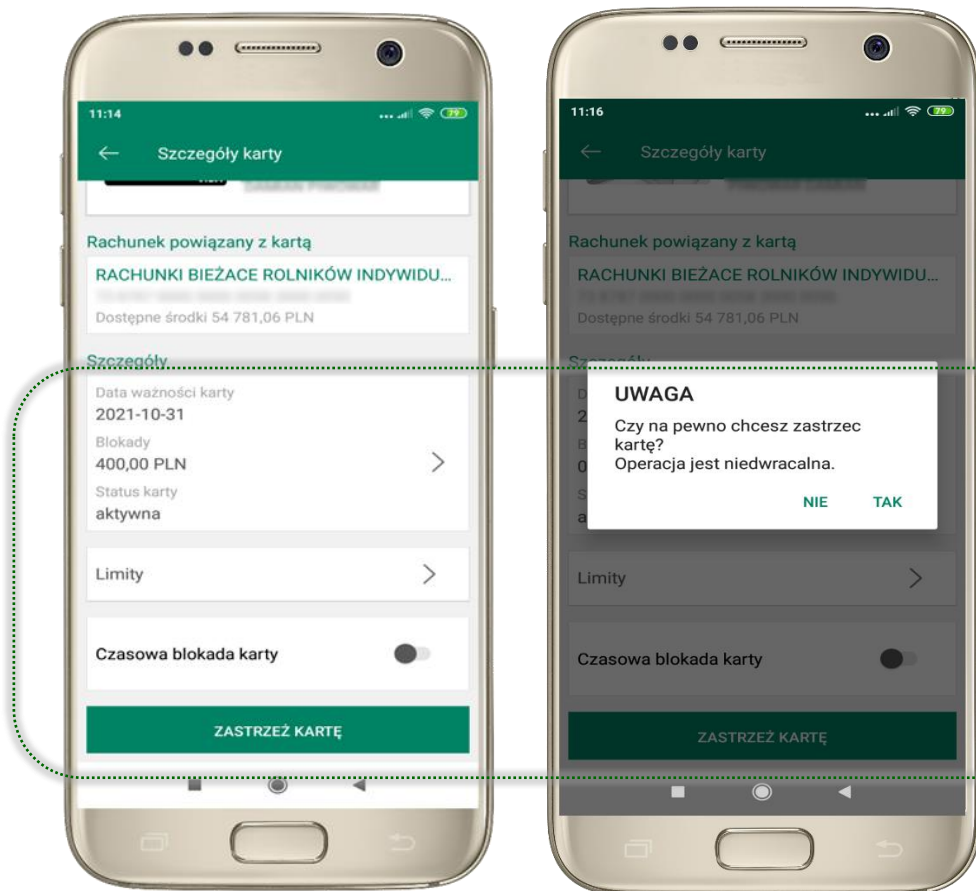 11:14
79
Szczegóły karty
Rachunek powiązany z kartą
RACHUNKI BIEŻACE ROLNIKÓW INDYWIDU...
Dostępne środki 54 781,06 PLN
Szczegóły
Data ważności karty
2021-10-31
Blokady
400,00 PLN
Status karty
aktywna
Limity
Czasowa blokada karty
ZASTRZEŻ KARTĘ
11:16
79
Szczegóły karty
Rachunek powiązany z kartą
RACHUNKI BIEŻACE ROLNIKÓW INDYWIDU...
Dostępne środki 54 781,06 PLN
Szczegóły
UWAGA
Czy na pewno chcesz zastrzec
kartę?
Operacja jest niedwracalna.
NIE TAK
Limity
Czasowa blokada karty
ZASTRZEŻ KARTĘ